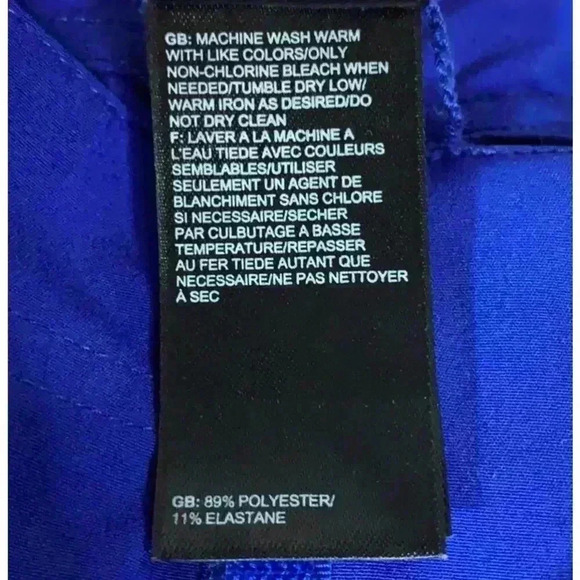 GB: MACHINE WASH WARM
WITH LIKE COLORS/ONLY
NON-CHLORINE BLEACH WHEN
NEEDED/TUMBLE DRY LOW/
WARM IRON AS DESIRED/DO
NOT DRY CLEAN
F: LAVER A LA MACHINE A
L'EAU TIEDE AVEC COULEURS
SEMBLABLES/UTILISER
SEULEMENT UN AGENT DE
BLANCHIMENT SANS CHLORE
SI NECESSAIRE/SECHER
PAR CULBUTAGE A BASSE
TEMPERATURE/REPASSER
AU FER TIEDE AUTANT QUE
NECESSAIRE/NE PAS NETTOYER
À SEC
GB: 89% POLYESTER/
11% ELASTANE